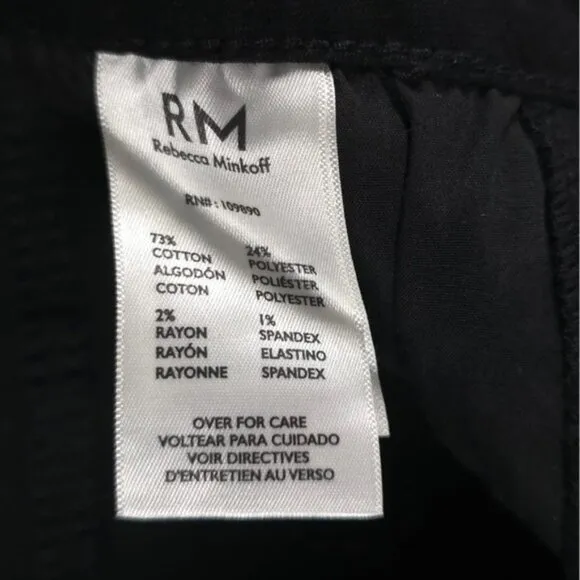 RM
Rebecca Minkoff
RN#: 109890
73%
COTTON
ALGODÓN
COTON
24%
POLYESTER
POLIÉSTER
POLYESTER
2%
RAYON
RAYÓN
RAYONNE
1%
SPANDEX
ELASTINO
SPANDEX
OVER FOR CARE
VOLTEAR PARA CUIDADO
VOIR DIRECTIVES
D'ENTRETIEN AU VERSO